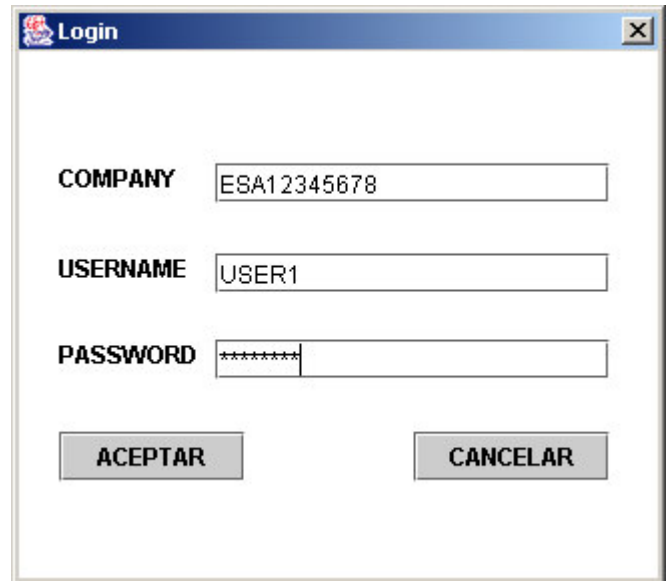 Login
COMPANY ESA12345678
USERNAME USER1
PASSWORD ********
ACEPTAR CANCELAR